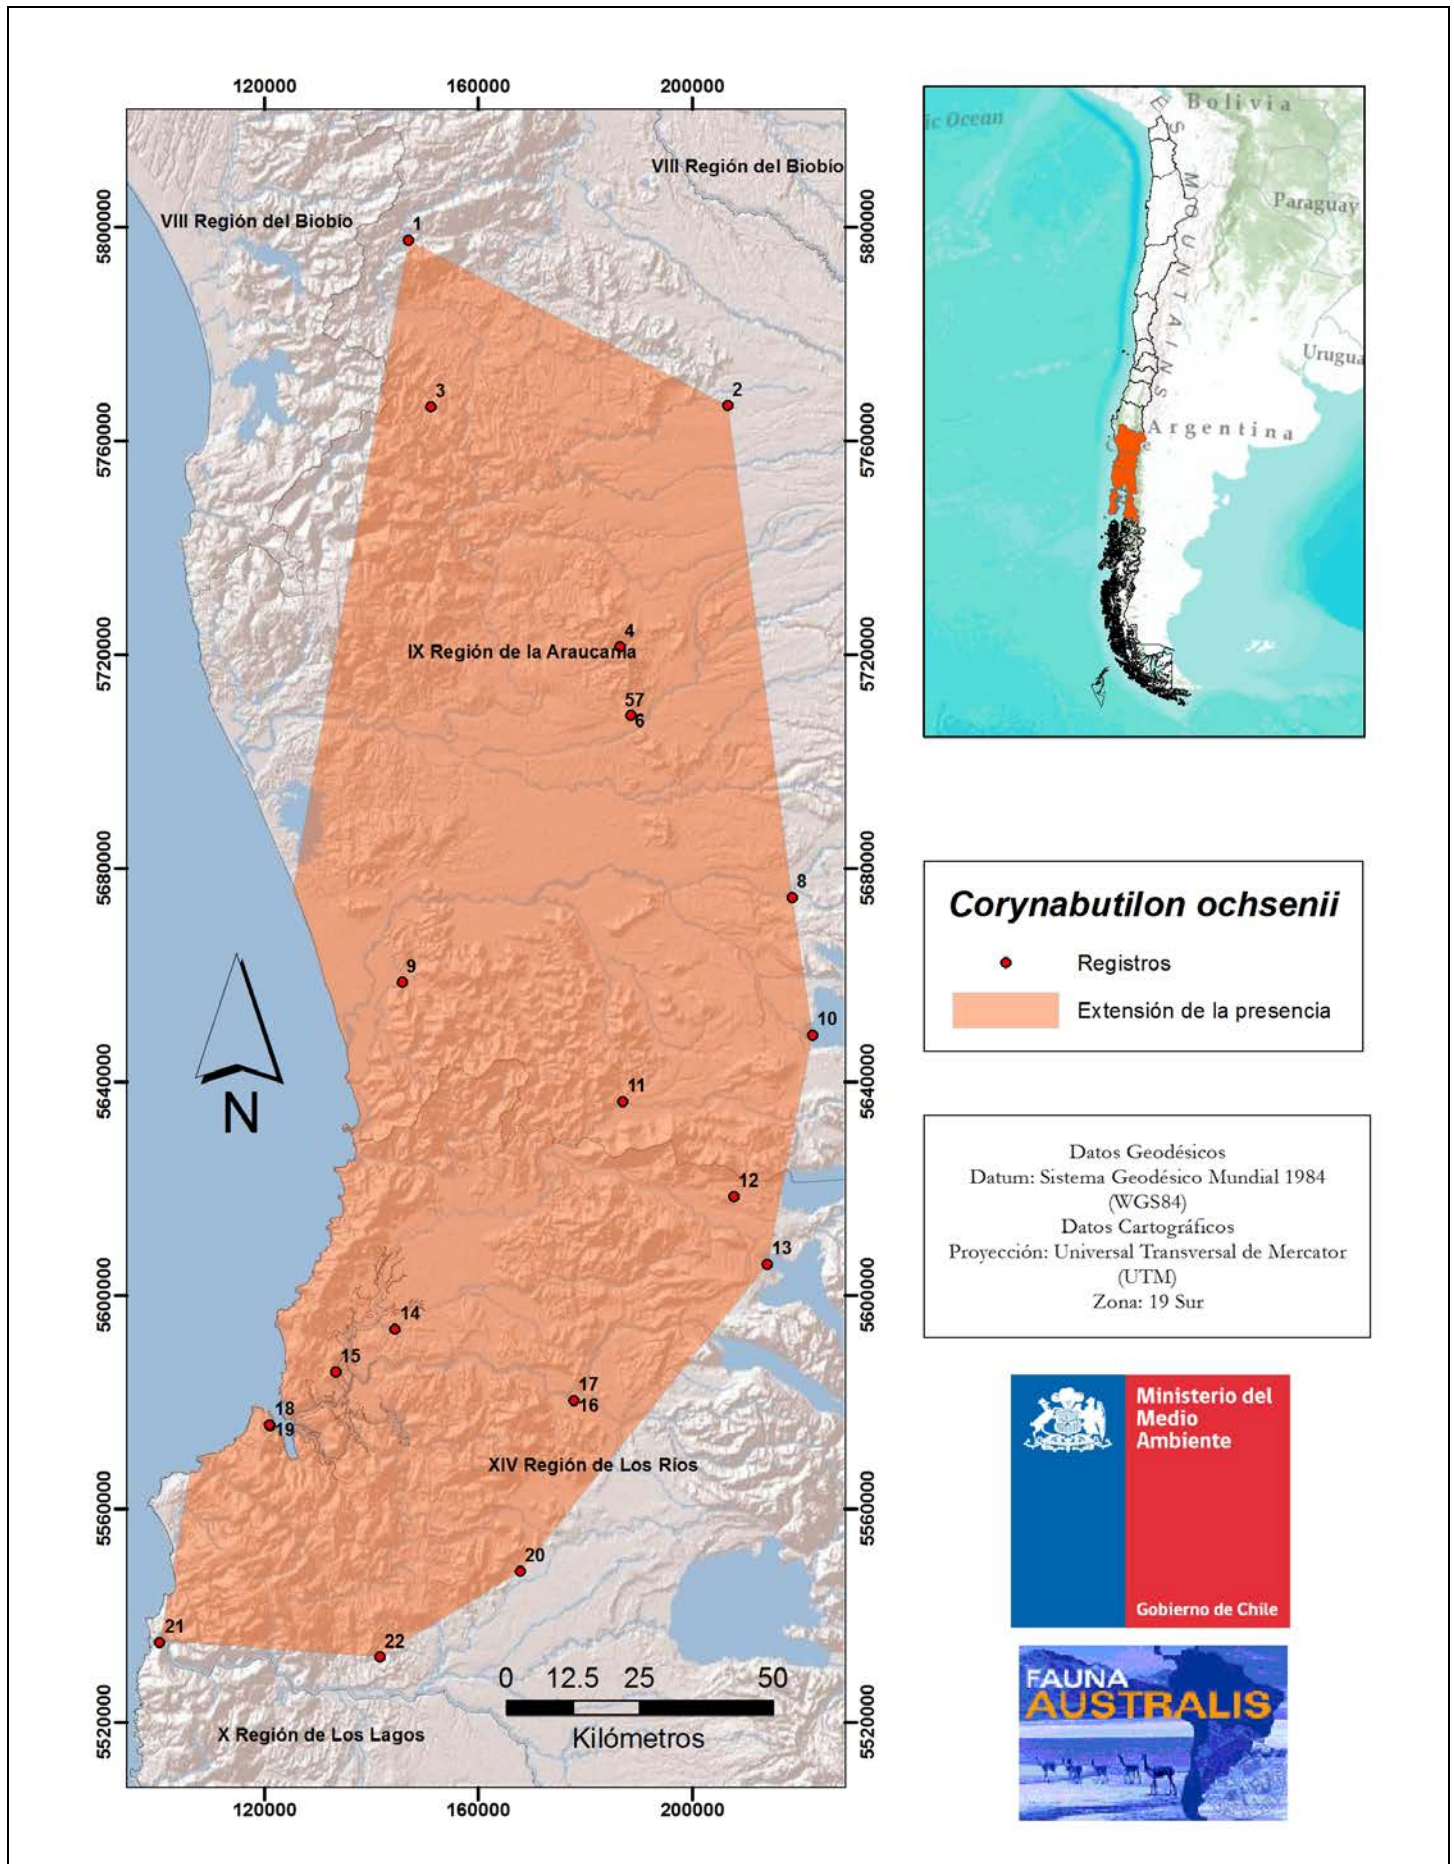 120000 160000 200000
VIII Región del Biobío
VIII Región del Biobío
5800000
5800000
1
3
2
5760000
5760000
4
IX Región de la Araucanía
5720000
5720000
57
6
5680000
5680000
8
9
10
5640000
5640000
11
12
13
5600000
5600000
14
15
17
16
18
19
XIV Región de Los Ríos
5560000
5560000
20
21
22
0 12.5 25 50
Kilómetros
5520000
5520000
X Región de Los Lagos
120000 160000 200000
N
ic Ocean
Bolivia
Paraguay
Urugua
Argentina
S MOUNTAINS
Corynabutilon ochsenii
Registros
Extensión de la presencia
Datos Geodésicos
Datum: Sistema Geodésico Mundial 1984
(WGS84)
Datos Cartográficos
Proyección: Universal Transversal de Mercator
(UTM)
Zona: 19 Sur
Ministerio del
Medio
Ambiente
Gobierno de Chile
FAUNA
AUSTRALIS